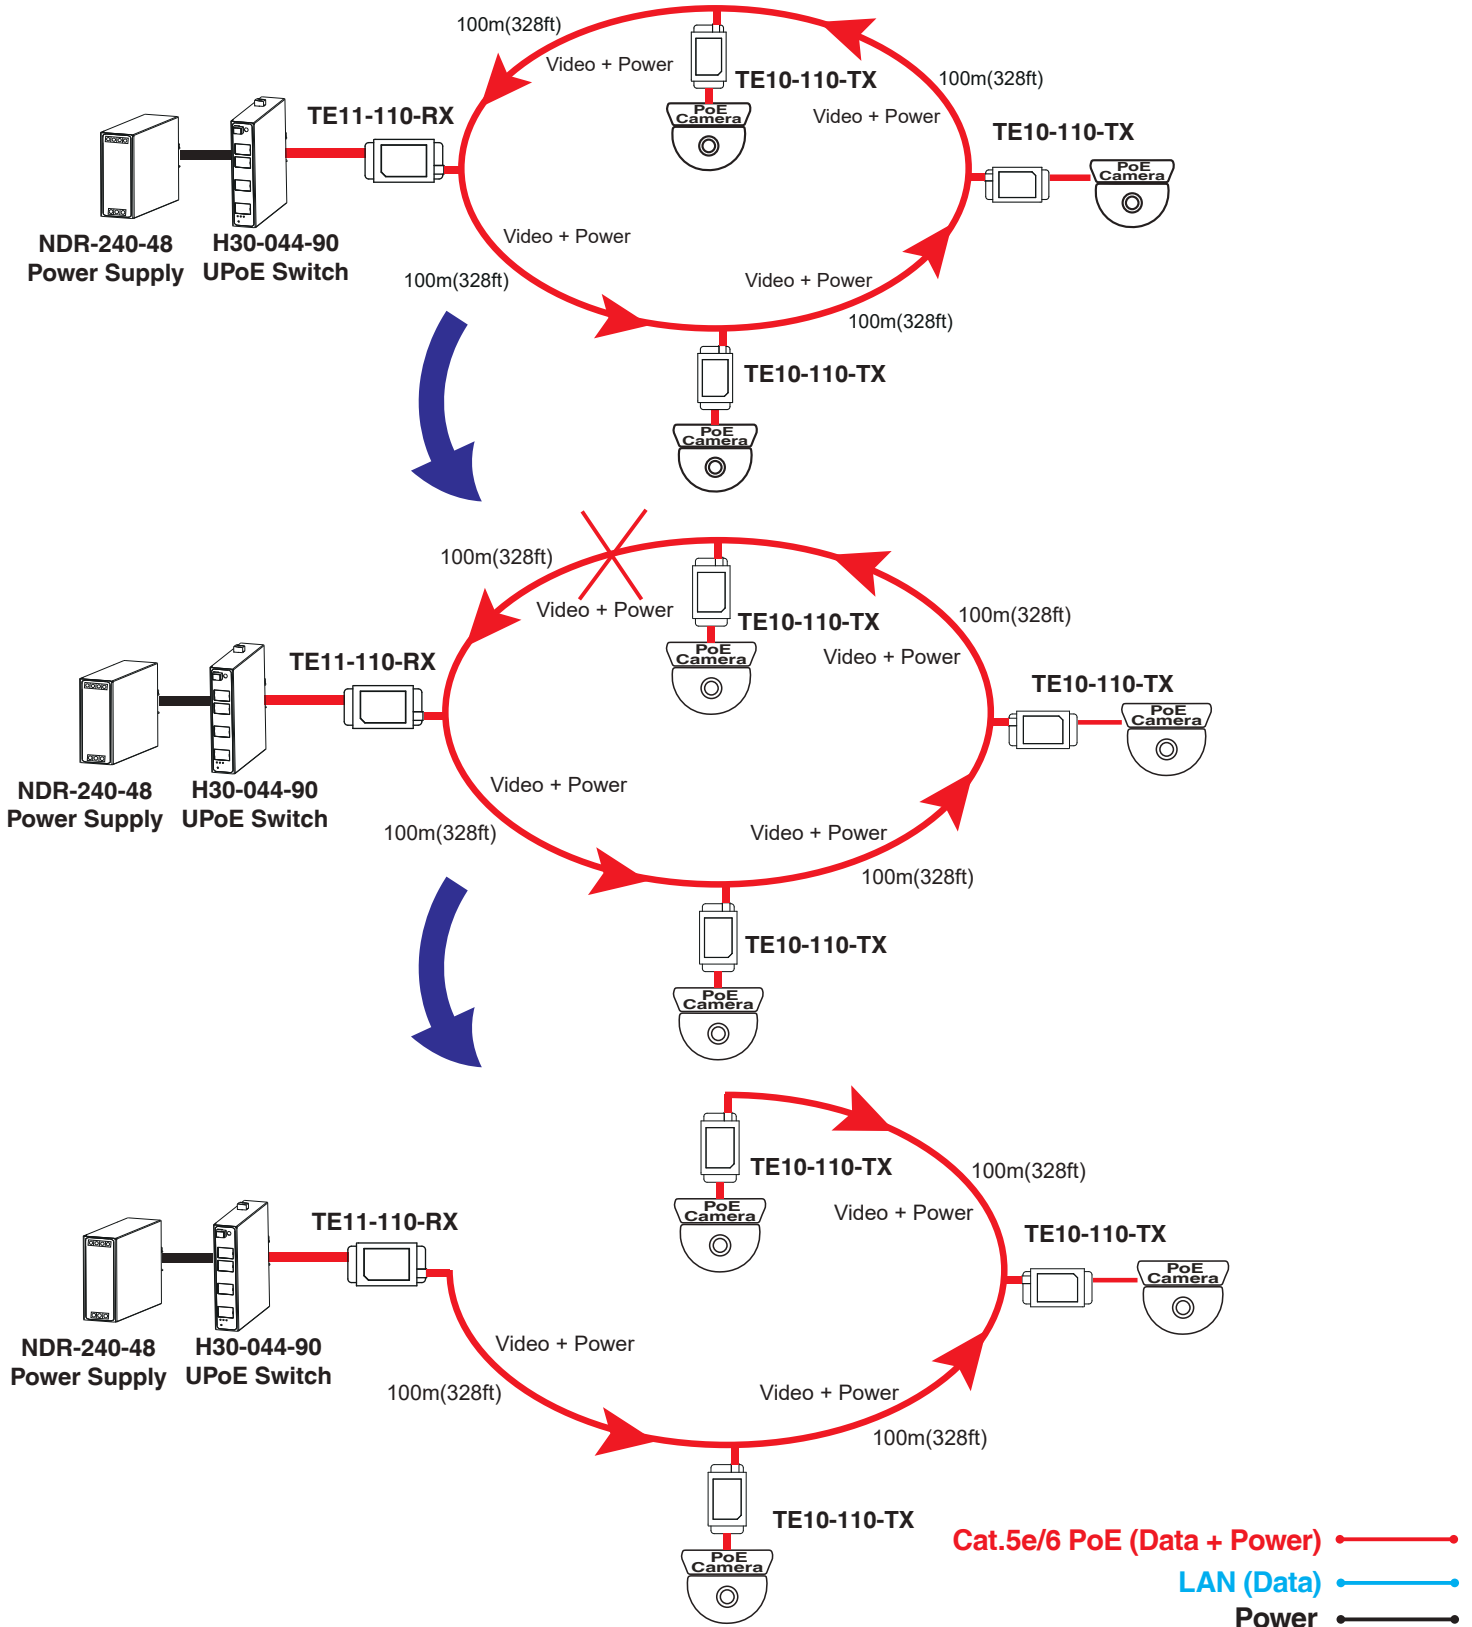 100m(328ft)
Video + Power
TE10-110-TX
100m(328ft)
PoE
Camera
Video + Power
TE11-110-RX
TE10-110-TX
PoE
Camera
NDR-240-48
Power Supply
H30-044-90
UPoE Switch
Video + Power
100m(328ft)
Video + Power
100m(328ft)
TE10-110-TX
PoE
Camera
100m(328ft)
Video + Power
TE10-110-TX
100m(328ft)
PoE
Camera
Video + Power
TE11-110-RX
TE10-110-TX
PoE
Camera
NDR-240-48
Power Supply
H30-044-90
UPoE Switch
Video + Power
100m(328ft)
Video + Power
100m(328ft)
TE10-110-TX
PoE
Camera
TE10-110-TX
100m(328ft)
PoE
Camera
Video + Power
TE11-110-RX
TE10-110-TX
PoE
Camera
NDR-240-48
Power Supply
H30-044-90
UPoE Switch
Video + Power
100m(328ft)
Video + Power
100m(328ft)
TE10-110-TX
PoE
Camera
Cat.5e/6 PoE (Data + Power)
LAN (Data)
Power